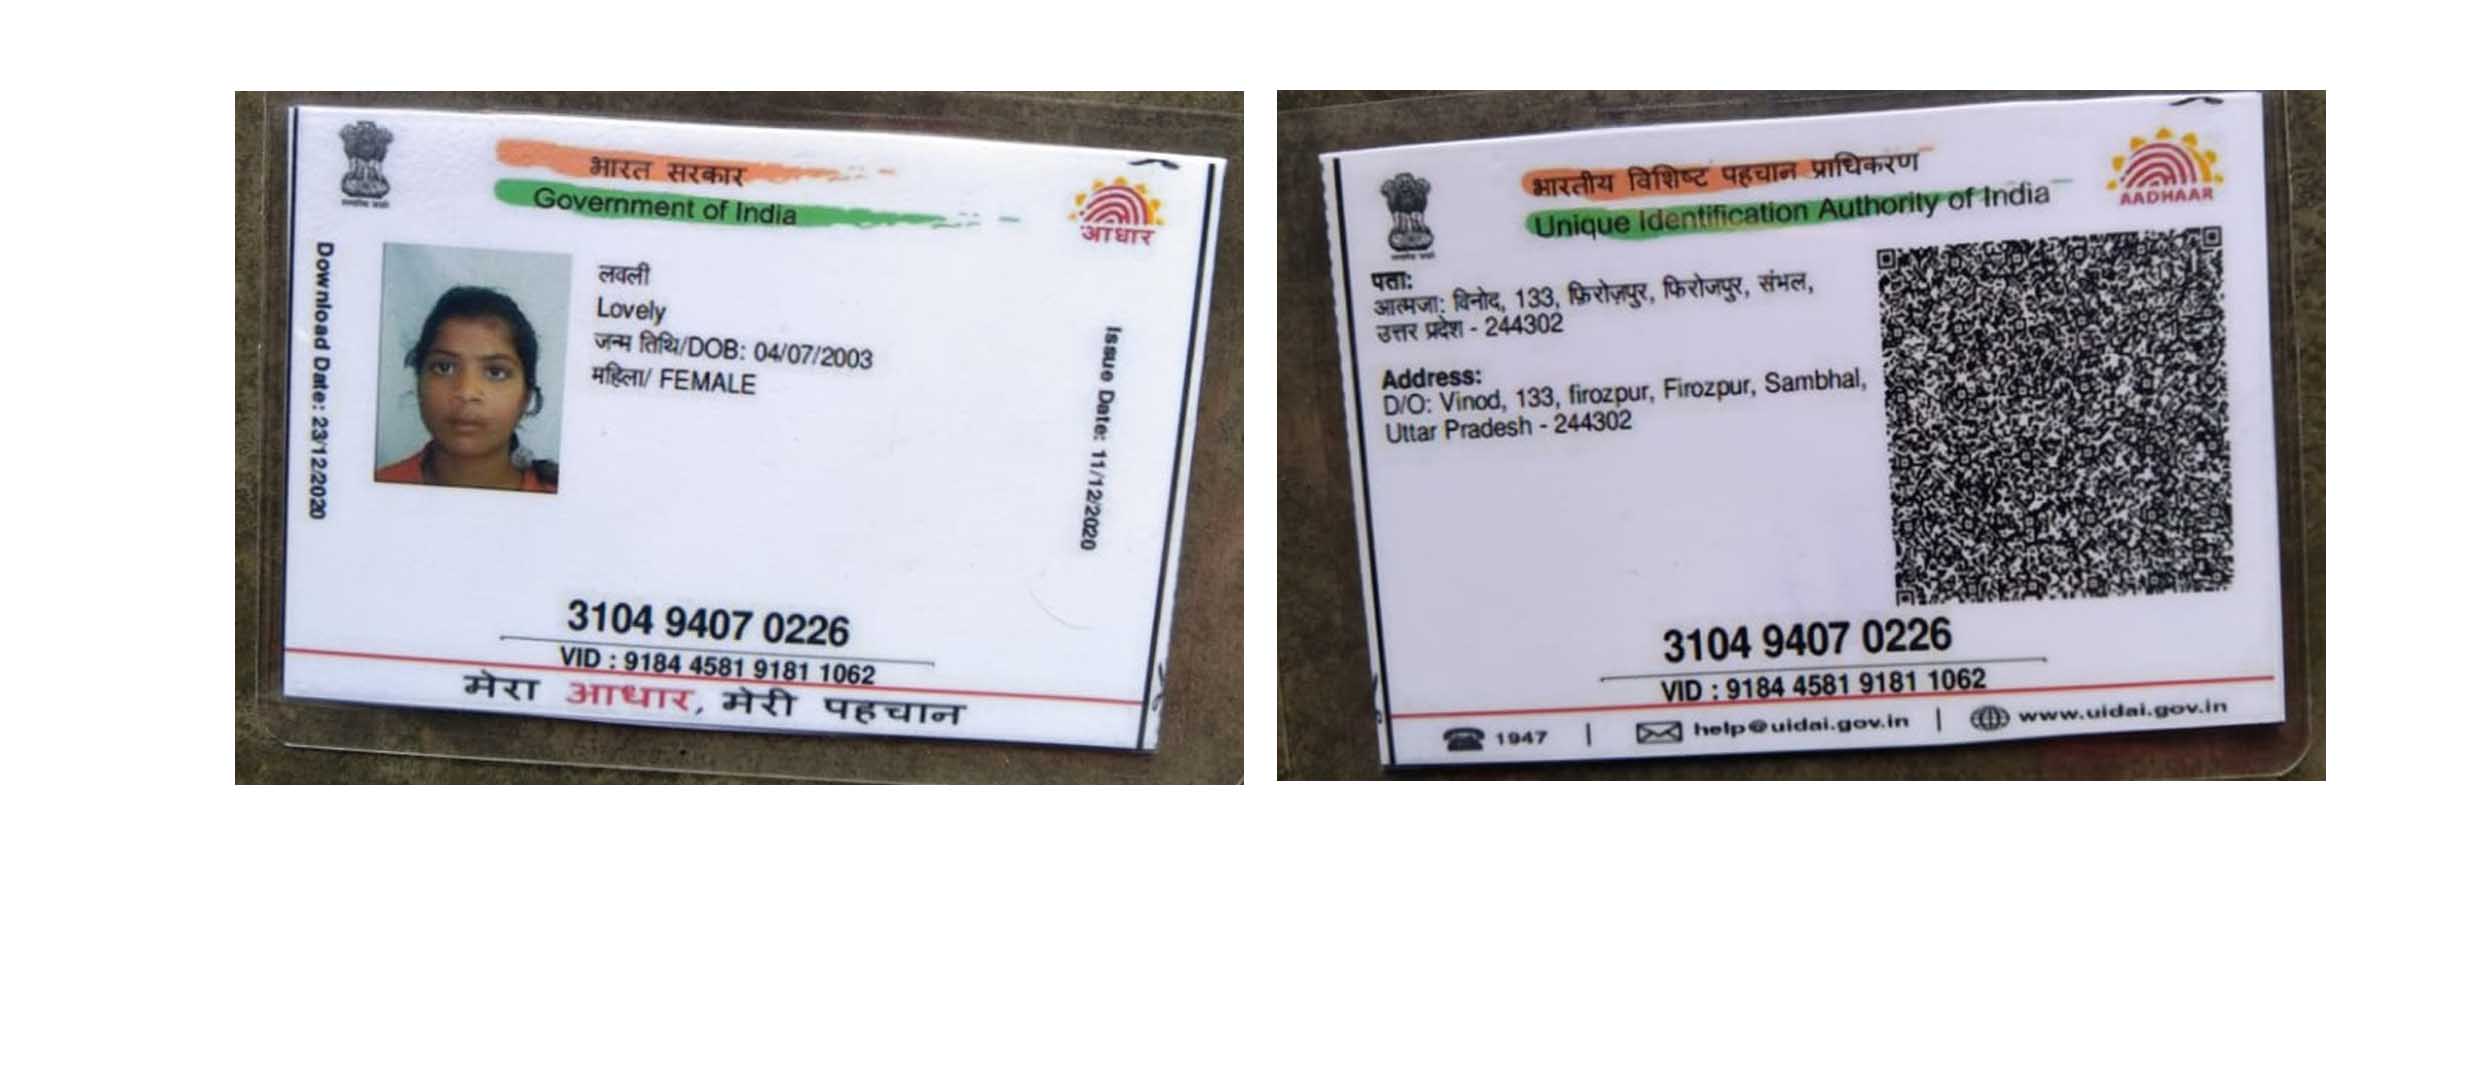 भारत सरकार
Government of India
आधार
Download Date: 23/12/2020
लवली
Lovely
जन्म तिथि/DOB: 04/07/2003
महिला/ FEMALE
Issue Date: 11/12/2020
3104 9407 0226
VID : 9184 4581 9181 1062
मेरा आधार, मेरी पहचान
भारतीय विशिष्ट पहचान प्राधिकरण
Unique Identification Authority of India
AADHAAR
पता:
आत्मजा: विनोद, 133, फ़िरोज़पुर, फिरोजपुर, संभल,
उत्तर प्रदेश - 244302
Address:
D/O: Vinod, 133, firozpur, Firozpur, Sambhal,
Uttar Pradesh - 244302
3104 9407 0226
VID : 9184 4581 9181 1062
1947 | help@uidai.gov.in | www.uidai.gov.in